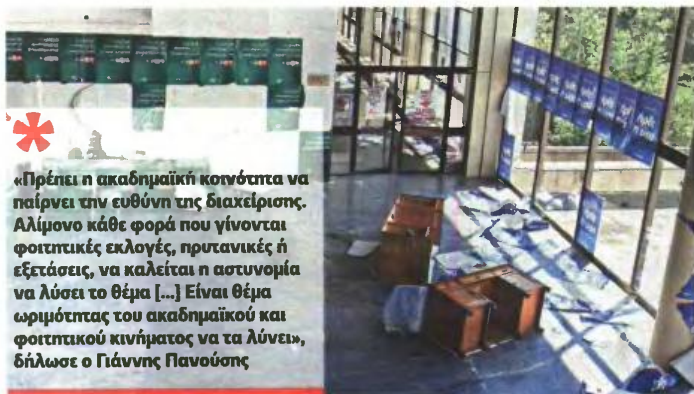 «Πρέπει η ακαδημαϊκή κοινότητα να
παίρνει την ευθύνη της διαχείρισης.
Αλίμονο κάθε φορά που γίνονται
φοιτητικές εκλογές, πρυτανικές ή
εξετάσεις, να καλείται η αστυνομία
να λύσει το θέμα [...] Είναι θέμα
ωριμότητας του ακαδημαϊκού και
φοιτητικού κινήματος να τα λύνει»,
δήλωσε ο Γιάννης Πανούσης